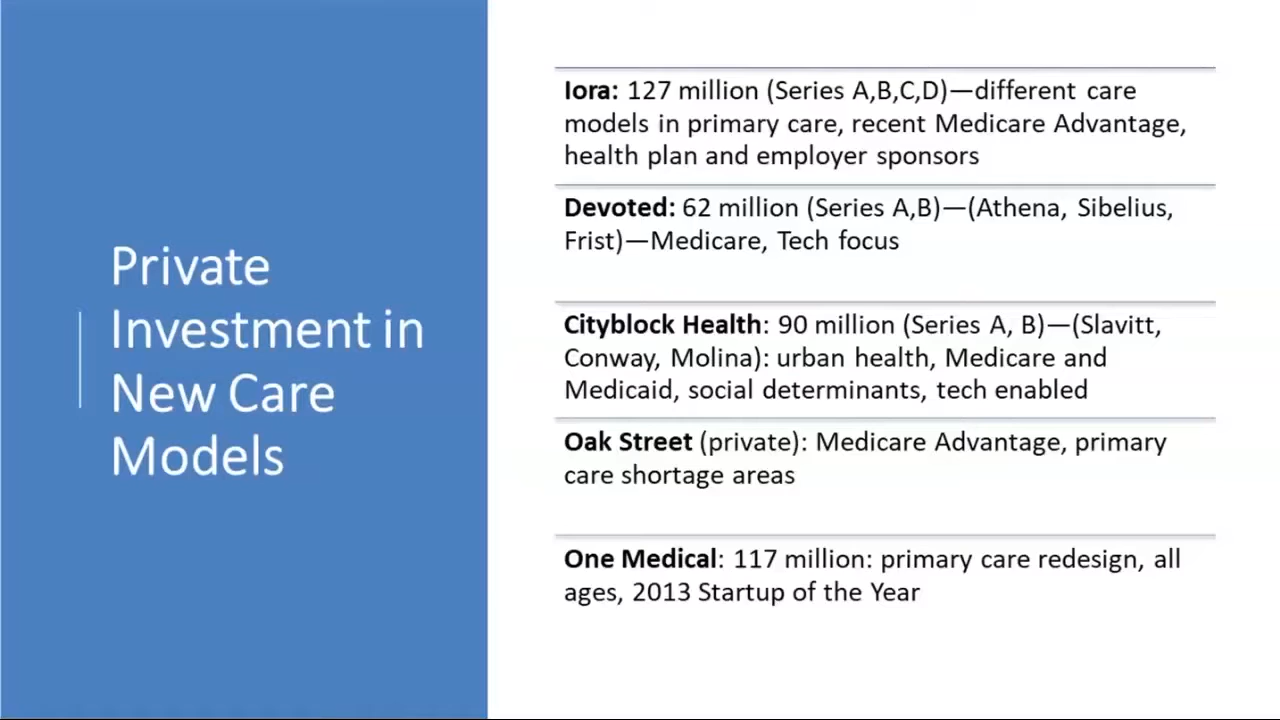 Private
Investment in
New Care
Models
Iora: 127 million (Series A,B,C,D)—different care
models in primary care, recent Medicare Advantage,
health plan and employer sponsors
Devoted: 62 million (Series A,B)—(Athena, Sibelius,
Frist)—Medicare, Tech focus
Cityblock Health: 90 million (Series A, B)—(Slavitt,
Conway, Molina): urban health, Medicare and
Medicaid, social determinants, tech enabled
Oak Street (private): Medicare Advantage, primary
care shortage areas
One Medical: 117 million: primary care redesign, all
ages, 2013 Startup of the Year